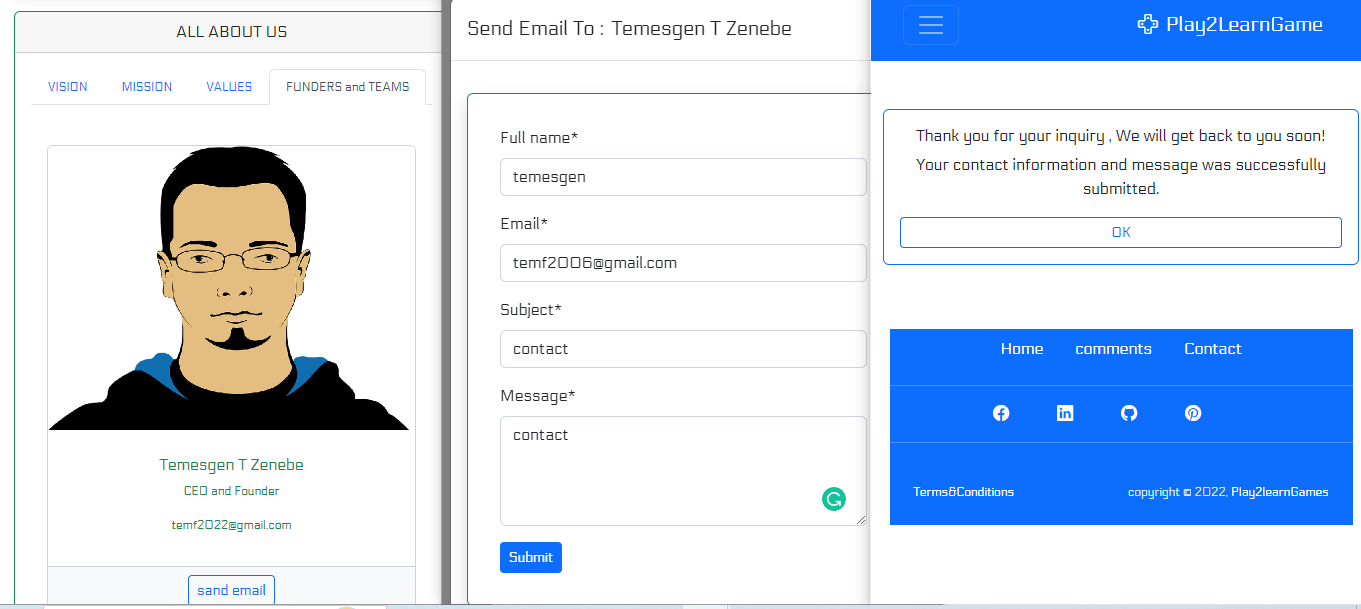 ALL ABOUT US
VISION MISSION VALUES FUNDERS and TEAMS
Temesgen T Zenebe
CEO and Founder
temf2022@gmail.com
sand email
Send Email To : Temesgen T Zenebe
Full name*
temesgen
Email*
temf2006@gmail.com
Subject*
contact
Message*
contact
Submit
Play2LearnGame
Thank you for your inquiry , We will get back to you soon!
Your contact information and message was successfully
submitted.
OK
Home comments Contact
Terms&Conditions copyright © 2022, Play2learnGames